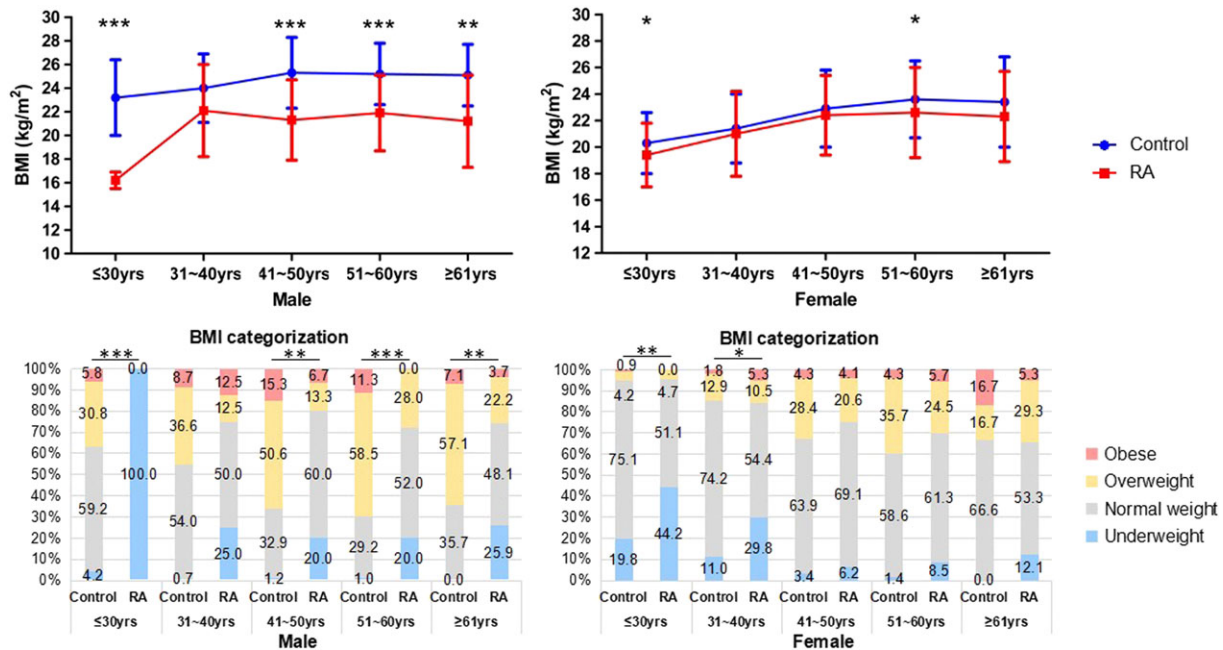 30
28
26
24
22
20
18
16
14
12
10
BMI (kg/m²)
*** *** *** **
≤30yrs 31~40yrs 41~50yrs 51~60yrs ≥61yrs
Male
30
28
26
24
22
20
18
16
14
12
BMI (kg/m²)
* *
≤30yrs 31~40yrs 41~50yrs 51~60yrs ≥61yrs
Female
Control
RA
BMI categorization
*** ** *** **
100%
90%
80%
70%
60%
50%
40%
30%
20%
10%
0%
5.8 0.0 8.7 12.5 15.3 6.7 11.3 0.0 7.1 3.7
30.8 36.6 12.5 50.6 13.3 58.5 28.0 57.1 22.2
59.2 100.0 54.0 50.0 32.9 60.0 29.2 52.0 35.7 48.1
4.2 0.7 25.0 1.2 20.0 1.0 20.0 0.0 25.9
Control RA Control RA Control RA Control RA Control RA
≤30yrs 31~40yrs 41~50yrs 51~60yrs ≥61yrs
Male
BMI categorization
** *
100%
90%
80%
70%
60%
50%
40%
30%
20%
10%
0%
0.9 0.0 1.8 5.3 4.3 4.1 4.3 5.7 16.7 5.3
4.2 4.7 12.9 10.5 28.4 20.6 35.7 24.5 16.7 29.3
75.1 51.1 74.2 54.4 63.9 69.1 58.6 61.3 66.6 53.3
19.8 44.2 11.0 29.8 3.4 6.2 1.4 8.5 0.0 12.1
Control RA Control RA Control RA Control RA Control RA
≤30yrs 31~40yrs 41~50yrs 51~60yrs ≥61yrs
Female
Obese
Overweight
Normal weight
Underweight